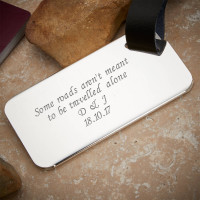 Some roads aren't meant
to be travelled alone
D & J
18.10.17